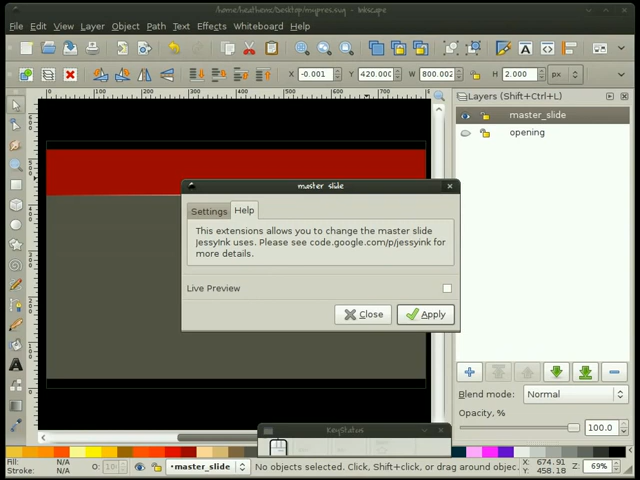 /home/heathenx/Desktop/mypres.svg - Inkscape
File Edit View Layer Object Path Text Effects Whiteboard Help
X -0.001 Y 420.000 W 800.002 H 2.000 px
0 100 200 300
Layers (Shift+Ctrl+L)
master_slide
opening
master slide
Settings Help
This extensions allows you to change the master slide
JessyInk uses. Please see code.google.com/p/jessyink for
more details.
Live Preview
Close Apply
Blend mode: Normal
Opacity, % 100.0
KeyStatus
Fill: N/A
Stroke: N/A
O:
•master_slide
No objects selected. Click, Shift+click, or drag around objec
X: 674.91
Y: 458.18
Z: 69%